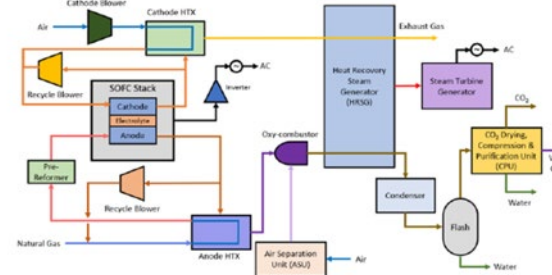 Cathode Blower
Cathode HTX
Air
Exhaust Gas
Recycle Blower
SOFC Stack
Cathode
Electrolyte
Anode
AC
Inverter
Heat Recovery
Steam
Generator
(HRSG)
AC
Steam Turbine
Generator
Oxy-combustor
Pre-
Reformer
Recycle Blower
Condenser
CO2
CO2 Drying,
Compression &
Purification Unit
(CPU)
Water
Flash
Natural Gas
Anode HTX
Air Separation
Unit (ASU)
Air
Water